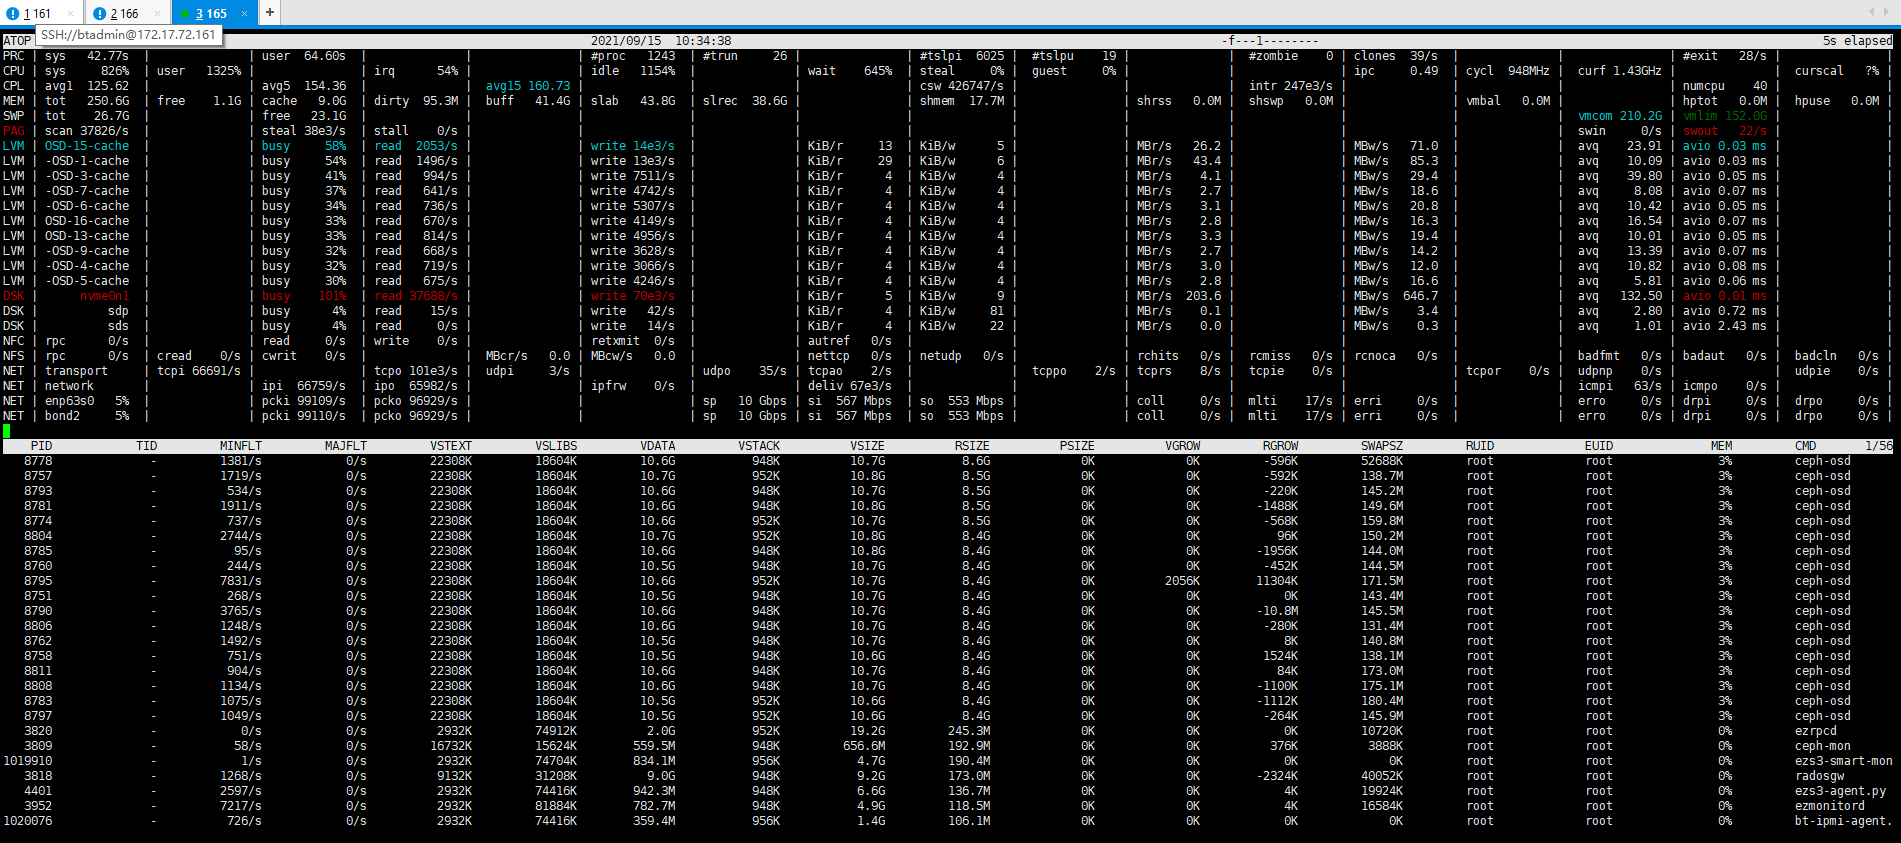 1 161 × 2 166 × 3 165 × +
SSH://btadmin@172.17.72.161
ATOP 2021/09/15 10:34:38 -f---1-------- 5s elapsed
PRC | sys 42.77s | | user 64.60s | | | #proc 1243 | #trun 26 | | #tslpi 6025 | #tslpu 19 | | #zombie 0 | clones 39/s | | | #exit 28/s | |
CPU | sys 826% | user 1325% | | irq 54% | | idle 1154% | | wait 645% | steal 0% | guest 0% | | | ipc 0.49 | cycl 948MHz | curf 1.43GHz | | curscal ?% |
CPL | avg1 125.62 | | avg5 154.36 | | avg15 160.73 | | | | csw 426747/s | | | intr 247e3/s | | | | numcpu 40 | |
MEM | tot 250.6G | free 1.1G | cache 9.0G | dirty 95.3M | buff 41.4G | slab 43.8G | slrec 38.6G | | shmem 17.7M | | shrss 0.0M | shswp 0.0M | | vmbal 0.0M | | hptot 0.0M | hpuse 0.0M |
SWP | tot 26.7G | | free 23.1G | | | | | | | | | | | | vmcom 210.2G | vmlim 152.0G | |
PAG | scan 37826/s | | steal 38e3/s | stall 0/s | | | | | | | | | | | swin 0/s | swout 22/s | |
LVM | OSD-15-cache | | busy 58% | read 2053/s | | write 14e3/s | | KiB/r 13 | KiB/w 5 | | MBr/s 26.2 | | MBw/s 71.0 | | avq 23.91 | avio 0.03 ms | |
LVM | -OSD-1-cache | | busy 54% | read 1496/s | | write 13e3/s | | KiB/r 29 | KiB/w 6 | | MBr/s 43.4 | | MBw/s 85.3 | | avq 10.09 | avio 0.03 ms | |
LVM | -OSD-3-cache | | busy 41% | read 994/s | | write 7511/s | | KiB/r 4 | KiB/w 4 | | MBr/s 4.1 | | MBw/s 29.4 | | avq 39.80 | avio 0.05 ms | |
LVM | -OSD-7-cache | | busy 37% | read 641/s | | write 4742/s | | KiB/r 4 | KiB/w 4 | | MBr/s 2.7 | | MBw/s 18.6 | | avq 8.08 | avio 0.07 ms | |
LVM | -OSD-6-cache | | busy 34% | read 736/s | | write 5307/s | | KiB/r 4 | KiB/w 4 | | MBr/s 3.1 | | MBw/s 20.8 | | avq 10.42 | avio 0.05 ms | |
LVM | OSD-16-cache | | busy 33% | read 670/s | | write 4149/s | | KiB/r 4 | KiB/w 4 | | MBr/s 2.8 | | MBw/s 16.3 | | avq 16.54 | avio 0.07 ms | |
LVM | OSD-13-cache | | busy 33% | read 814/s | | write 4956/s | | KiB/r 4 | KiB/w 4 | | MBr/s 3.3 | | MBw/s 19.4 | | avq 10.01 | avio 0.05 ms | |
LVM | -OSD-9-cache | | busy 32% | read 668/s | | write 3628/s | | KiB/r 4 | KiB/w 4 | | MBr/s 2.7 | | MBw/s 14.2 | | avq 13.39 | avio 0.07 ms | |
LVM | -OSD-4-cache | | busy 32% | read 719/s | | write 3066/s | | KiB/r 4 | KiB/w 4 | | MBr/s 3.0 | | MBw/s 12.0 | | avq 10.82 | avio 0.08 ms | |
LVM | -OSD-5-cache | | busy 30% | read 675/s | | write 4246/s | | KiB/r 4 | KiB/w 4 | | MBr/s 2.8 | | MBw/s 16.6 | | avq 5.81 | avio 0.06 ms | |
DSK | nvme0n1 | | busy 101% | read 37688/s | | write 70e3/s | | KiB/r 5 | KiB/w 9 | | MBr/s 203.6 | | MBw/s 646.7 | | avq 132.50 | avio 0.01 ms | |
DSK | sdp | | busy 4% | read 15/s | | write 42/s | | KiB/r 4 | KiB/w 81 | | MBr/s 0.1 | | MBw/s 3.4 | | avq 2.80 | avio 0.72 ms | |
DSK | sds | | busy 4% | read 0/s | | write 14/s | | KiB/r 4 | KiB/w 22 | | MBr/s 0.0 | | MBw/s 0.3 | | avq 1.01 | avio 2.43 ms | |
NFC | rpc 0/s | | read 0/s | write 0/s | | retxmit 0/s | | autref 0/s | | | | | | | | | |
NFS | rpc 0/s | cread 0/s | cwrit 0/s | | MBcr/s 0.0 | MBcw/s 0.0 | | nettcp 0/s | netudp 0/s | | rchits 0/s | rcmiss 0/s | rcnoca 0/s | | badfmt 0/s | badaut 0/s | badcln 0/s |
NET | transport | tcpi 66691/s | | tcpo 101e3/s | udpi 3/s | | udpo 35/s | tcpao 2/s | | tcppo 2/s | tcprs 8/s | tcpie 0/s | | tcpor 0/s | udpnp 0/s | | udpie 0/s |
NET | network | | ipi 66759/s | ipo 65982/s | | ipfrw 0/s | | deliv 67e3/s | | | | | | | icmpi 63/s | icmpo 0/s | |
NET | enp63s0 5% | | pcki 99109/s | pcko 96929/s | | | sp 10 Gbps | si 567 Mbps | so 553 Mbps | | coll 0/s | mlti 17/s | erri 0/s | | erro 0/s | drpi 0/s | drpo 0/s |
NET | bond2 5% | | pcki 99110/s | pcko 96929/s | | | sp 10 Gbps | si 567 Mbps | so 553 Mbps | | coll 0/s | mlti 17/s | erri 0/s | | erro 0/s | drpi 0/s | drpo 0/s |
PID TID MINFLT MAJFLT VSTEXT VSLIBS VDATA VSTACK VSIZE RSIZE PSIZE VGROW RGROW SWAPSZ RUID EUID MEM CMD 1/56
8778 - 1381/s 0/s 22308K 18604K 10.6G 948K 10.7G 8.6G 0K 0K -596K 52688K root root 3% ceph-osd
8757 - 1719/s 0/s 22308K 18604K 10.6G 952K 10.8G 8.5G 0K 0K -592K 138.7M root root 3% ceph-osd
8793 - 534/s 0/s 22308K 18604K 10.6G 948K 10.7G 8.5G 0K 0K -220K 145.2M root root 3% ceph-osd
8781 - 1911/s 0/s 22308K 18604K 10.6G 948K 10.8G 8.5G 0K 0K -1488K 149.6M root root 3% ceph-osd
8774 - 737/s 0/s 22308K 18604K 10.6G 952K 10.7G 8.5G 0K 0K -568K 159.8M root root 3% ceph-osd
8804 - 2744/s 0/s 22308K 18604K 10.7G 952K 10.8G 8.4G 0K 0K 96K 150.2M root root 3% ceph-osd
8785 - 95/s 0/s 22308K 18604K 10.6G 948K 10.8G 8.4G 0K 0K -1956K 144.0M root root 3% ceph-osd
8760 - 244/s 0/s 22308K 18604K 10.5G 948K 10.6G 8.4G 0K 0K -452K 144.5M root root 3% ceph-osd
8795 - 7831/s 0/s 22308K 18604K 10.6G 952K 10.7G 8.4G 0K 2056K 11304K 171.5M root root 3% ceph-osd
8751 - 268/s 0/s 22308K 18604K 10.5G 948K 10.6G 8.4G 0K 0K 0K 143.4M root root 3% ceph-osd
8790 - 3765/s 0/s 22308K 18604K 10.6G 948K 10.7G 8.4G 0K 0K -10.8M 145.5M root root 3% ceph-osd
8806 - 1248/s 0/s 22308K 18604K 10.6G 948K 10.7G 8.4G 0K 0K -280K 131.4M root root 3% ceph-osd
8762 - 1492/s 0/s 22308K 18604K 10.5G 948K 10.7G 8.4G 0K 0K 8K 140.8M root root 3% ceph-osd
8758 - 751/s 0/s 22308K 18604K 10.5G 948K 10.6G 8.4G 0K 0K 1524K 138.1M root root 3% ceph-osd
8811 - 904/s 0/s 22308K 18604K 10.6G 948K 10.7G 8.4G 0K 0K 84K 173.0M root root 3% ceph-osd
8808 - 1134/s 0/s 22308K 18604K 10.6G 948K 10.7G 8.4G 0K 0K -1100K 175.1M root root 3% ceph-osd
8783 - 1075/s 0/s 22308K 18604K 10.5G 952K 10.6G 8.4G 0K 0K -1112K 180.4M root root 3% ceph-osd
8797 - 1049/s 0/s 22308K 18604K 10.5G 952K 10.6G 8.4G 0K 0K -264K 145.9M root root 3% ceph-osd
3820 - 0/s 0/s 2932K 74912K 2.0G 952K 19.2G 245.3M 0K 0K 0K 10720K root root 0% ezrpcd
3809 - 58/s 0/s 16732K 15624K 559.5M 948K 656.6M 192.9M 0K 0K 376K 3888K root root 0% ceph-mon
1019910 - 1/s 0/s 2932K 74704K 834.1M 956K 4.7G 190.4M 0K 0K 0K 0K root root 0% ezs3-smart-mon
3818 - 1268/s 0/s 9132K 31208K 9.0G 948K 9.2G 173.0M 0K 0K -2324K 40052K root root 0% radosgw
4401 - 2597/s 0/s 2932K 74416K 942.3M 948K 6.6G 136.7M 0K 0K 4K 19924K root root 0% ezs3-agent.py
3952 - 7217/s 0/s 2932K 81884K 782.7M 948K 4.9G 118.5M 0K 0K 4K 16584K root root 0% ezmonitord
1020076 - 726/s 0/s 2932K 74416K 359.4M 956K 1.4G 106.1M 0K 0K 0K 0K root root 0% bt-ipmi-agent.